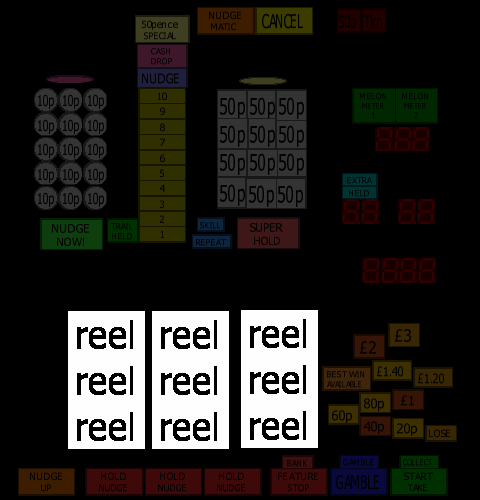 50pence
SPECIAL
NUDGE
MATIC
CANCEL
CASH
DROP
NUDGE
10p 10p 10p
10p 10p 10p
10p 10p 10p
10p 10p 10p
10p 10p 10p
10
9
8
7
6
5
4
3
2
1
50p 50p 50p
50p 50p 50p
50p 50p 50p
50p 50p 50p
MELON
METER
1
MELON
METER
2
EXTRA
HELD
NUDGE
NOW!
TRAIL
HELD
SKILL
REPEAT
SUPER
HOLD
reel reel reel
reel reel reel
reel reel reel
£2 £3
BEST WIN
AVAILABLE
£1.40
£1.20
60p 80p £1
40p 20p LOSE
NUDGE
UP
HOLD
NUDGE
HOLD
NUDGE
HOLD
NUDGE
BANK
FEATURE
STOP
GAMBLE
GAMBLE
COLLECT
START
TAKE